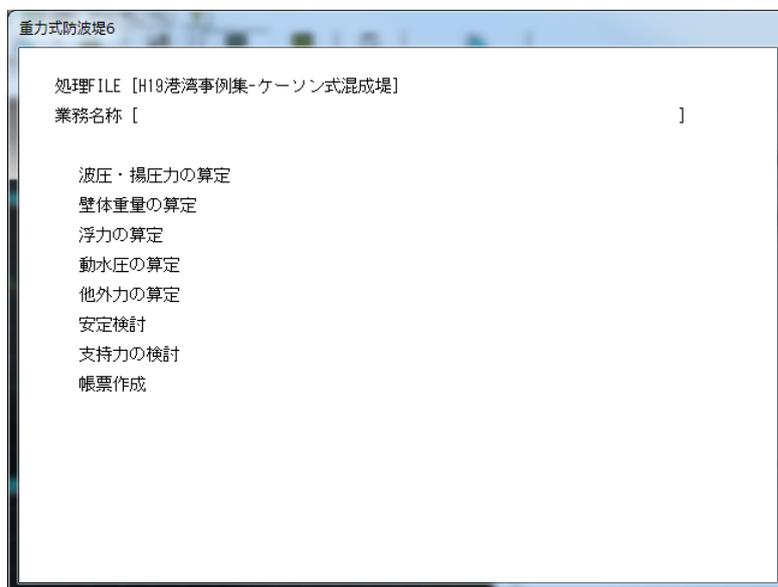 重力式防波堤6
処理FILE [H19港湾事例集-ケーソン式混成堤]
業務名称 [ ]
波圧・揚圧力の算定
壁体重量の算定
浮力の算定
動水圧の算定
他外力の算定
安定検討
支持力の検討
帳票作成